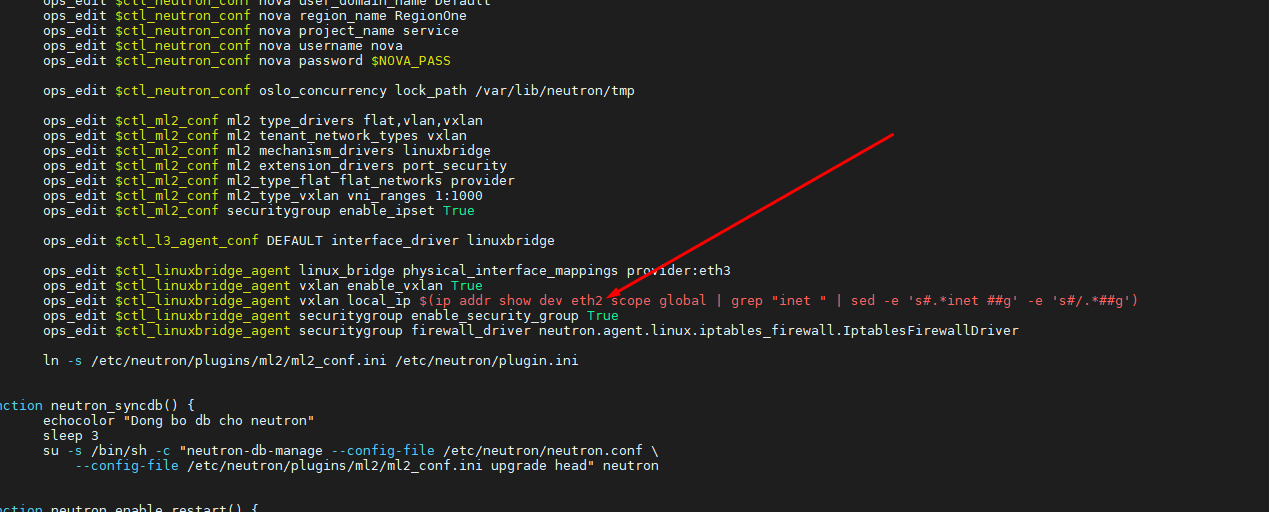 ops_edit $ctl_neutron_conf nova user_domain_name Default
ops_edit $ctl_neutron_conf nova region_name RegionOne
ops_edit $ctl_neutron_conf nova project_name service
ops_edit $ctl_neutron_conf nova username nova
ops_edit $ctl_neutron_conf nova password $NOVA_PASS
ops_edit $ctl_neutron_conf oslo_concurrency lock_path /var/lib/neutron/tmp
ops_edit $ctl_ml2_conf ml2 type_drivers flat,vlan,vxlan
ops_edit $ctl_ml2_conf ml2 tenant_network_types vxlan
ops_edit $ctl_ml2_conf ml2 mechanism_drivers linuxbridge
ops_edit $ctl_ml2_conf ml2 extension_drivers port_security
ops_edit $ctl_ml2_conf ml2_type_flat flat_networks provider
ops_edit $ctl_ml2_conf ml2_type_vxlan vni_ranges 1:1000
ops_edit $ctl_ml2_conf securitygroup enable_ipset True
ops_edit $ctl_l3_agent_conf DEFAULT interface_driver linuxbridge
ops_edit $ctl_linuxbridge_agent linux_bridge physical_interface_mappings provider:eth3
ops_edit $ctl_linuxbridge_agent vxlan enable_vxlan True
ops_edit $ctl_linuxbridge_agent vxlan local_ip $(ip addr show dev eth2 scope global | grep "inet " | sed -e 's#.*inet ##g' -e 's#/.*##g')
ops_edit $ctl_linuxbridge_agent securitygroup enable_security_group True
ops_edit $ctl_linuxbridge_agent securitygroup firewall_driver neutron.agent.linux.iptables_firewall.IptablesFirewallDriver
ln -s /etc/neutron/plugins/ml2/ml2_conf.ini /etc/neutron/plugin.ini
nction neutron_syncdb() {
echocolor "Dong bo db cho neutron"
sleep 3
su -s /bin/sh -c "neutron-db-manage --config-file /etc/neutron/neutron.conf \
--config-file /etc/neutron/plugins/ml2/ml2_conf.ini upgrade head" neutron
nction neutron_enable_restart() {